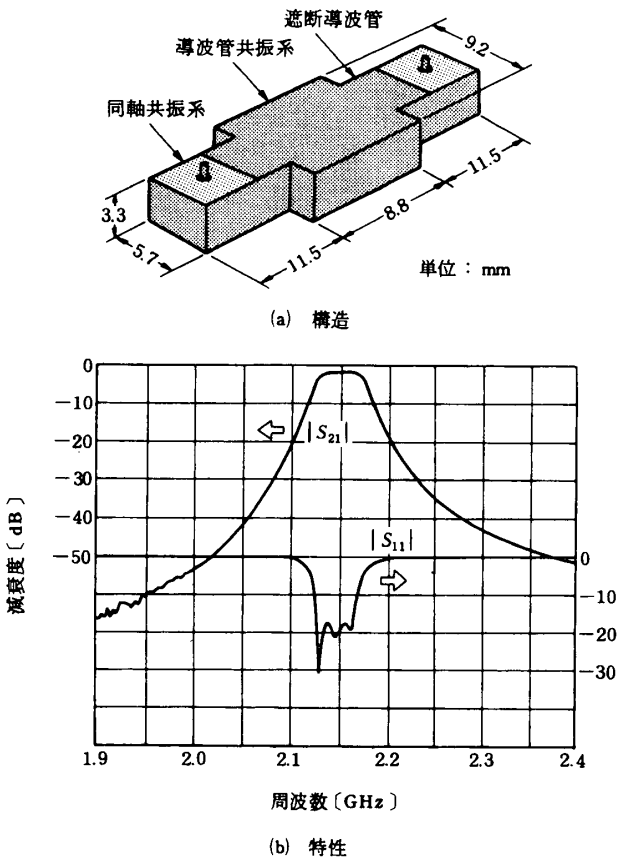 遮断導波管
導波管共振系
同軸共振系
9.2
11.5
8.8
11.5
3.3
5.7
単位：mm
(a) 構造
減衰度〔dB〕
0
−10
−20
−30
−40
−50
|S21|
|S11|
0
−10
−20
−30
1.9 2.0 2.1 2.2 2.3 2.4
周波数〔GHz〕
(b) 特性